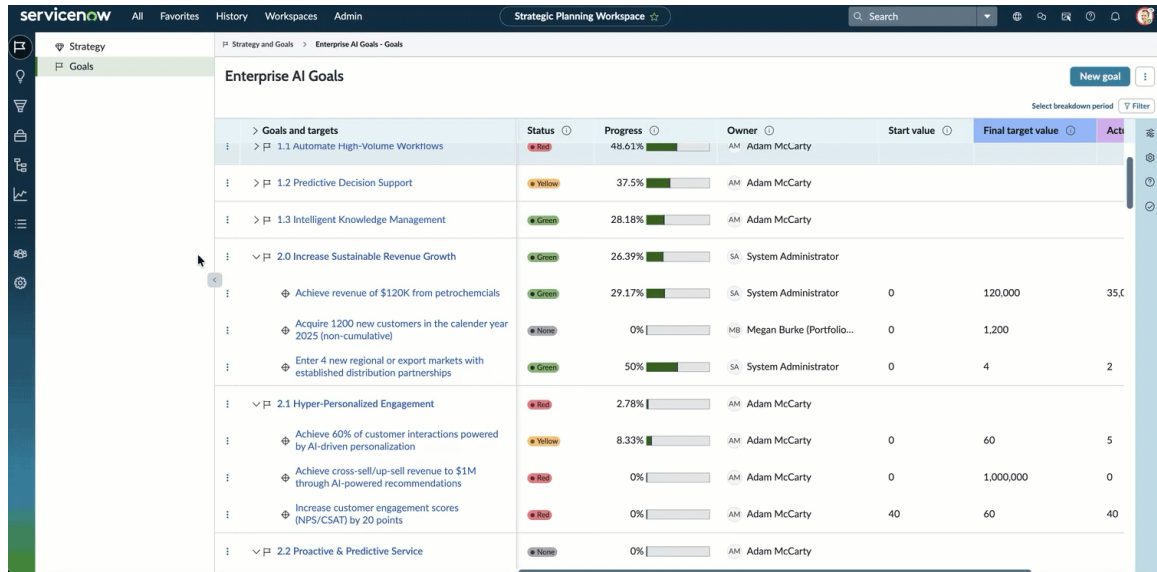 servicenow All Favorites History Workspaces Admin Strategic Planning Workspace Search
Strategy
Goals
Strategy and Goals > Enterprise AI Goals - Goals
Enterprise AI Goals
New goal
Select breakdown period Filter
Goals and targets Status Progress Owner Start value Final target value Actu
1.1 Automate High-Volume Workflows Red 48.61% AM Adam McCarty
1.2 Predictive Decision Support Yellow 37.5% AM Adam McCarty
1.3 Intelligent Knowledge Management Green 28.18% AM Adam McCarty
2.0 Increase Sustainable Revenue Growth Green 26.39% SA System Administrator
Achieve revenue of $120K from petrochemcials Green 29.17% SA System Administrator 0 120,000 35,0
Acquire 1200 new customers in the calender year
2025 (non-cumulative) None 0% MB Megan Burke (Portfolio... 0 1,200
Enter 4 new regional or export markets with
established distribution partnerships Green 50% SA System Administrator 0 4 2
2.1 Hyper-Personalized Engagement Red 2.78% AM Adam McCarty
Achieve 60% of customer interactions powered
by AI-driven personalization Yellow 8.33% AM Adam McCarty 0 60 5
Achieve cross-sell/up-sell revenue to $1M
through AI-powered recommendations Red 0% AM Adam McCarty 0 1,000,000 0
Increase customer engagement scores
(NPS/CSAT) by 20 points Red 0% AM Adam McCarty 40 60 40
2.2 Proactive & Predictive Service None 0% AM Adam McCarty